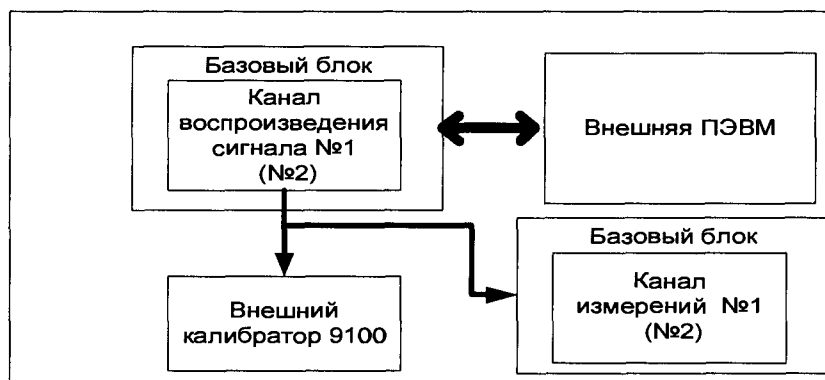 Базовый блок
Канал
воспроизведения
сигнала №1
(№2)
Внешняя ПЭВМ
Базовый блок
Канал
измерений №1
(№2)
Внешний
калибратор 9100